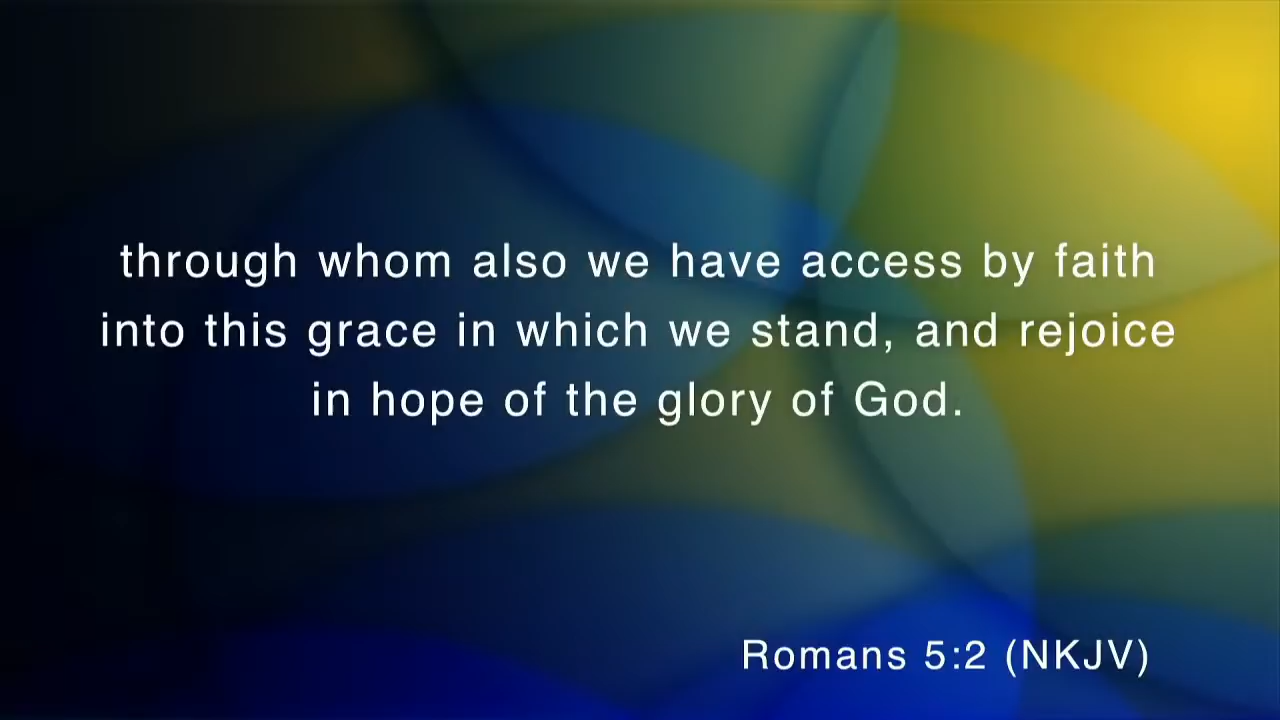 through whom also we have access by faith
into this grace in which we stand, and rejoice
in hope of the glory of God.
Romans 5:2 (NKJV)